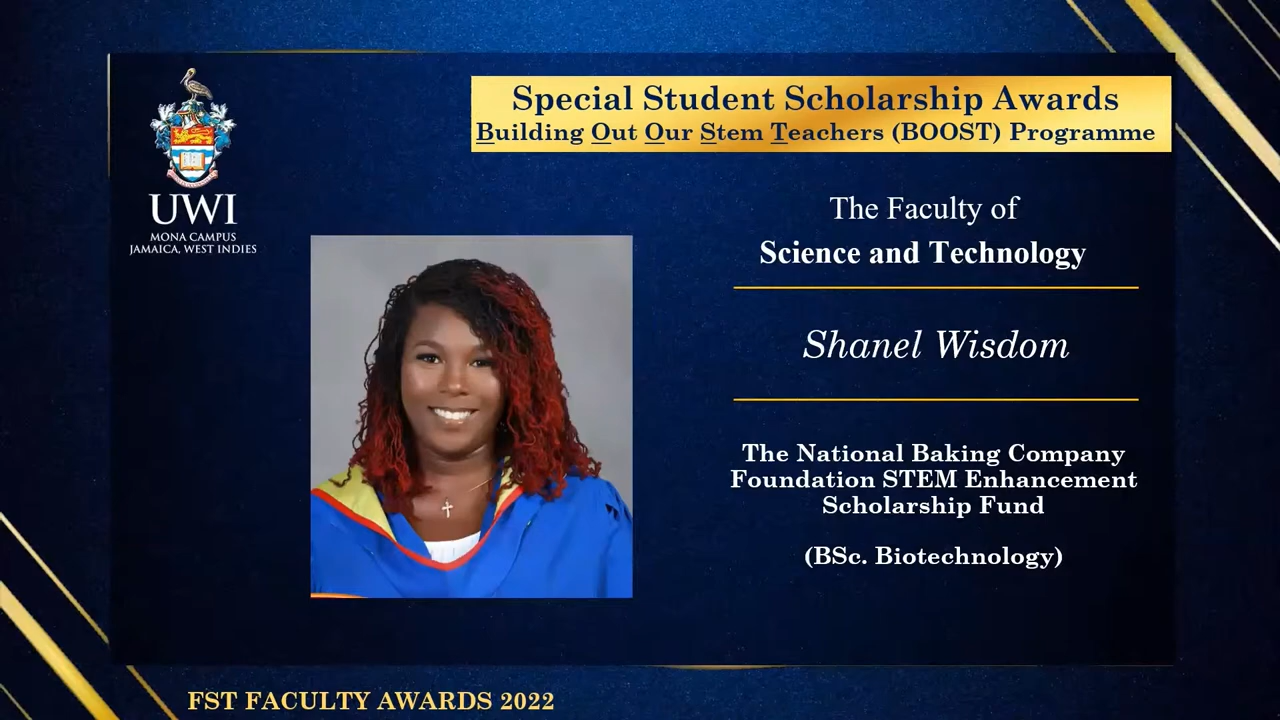 UWI
MONA CAMPUS
JAMAICA, WEST INDIES
Special Student Scholarship Awards
Building Out Our Stem Teachers (BOOST) Programme
The Faculty of
Science and Technology
Shanel Wisdom
The National Baking Company
Foundation STEM Enhancement
Scholarship Fund
(BSc. Biotechnology)
FST FACULTY AWARDS 2022